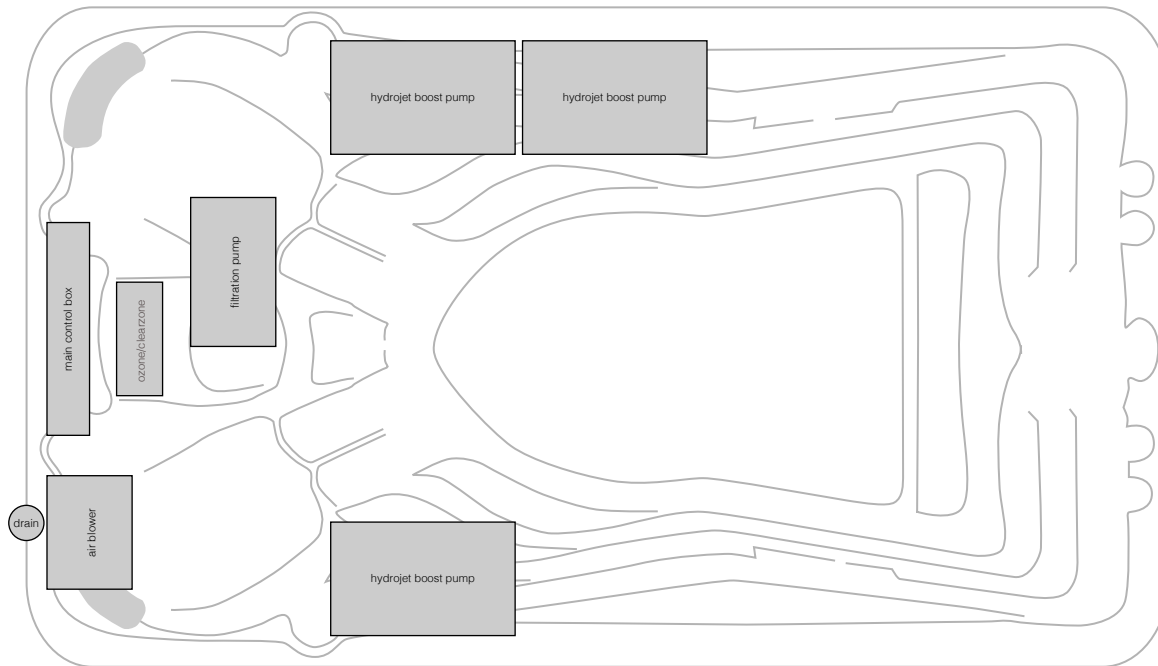 hydrojet boost pump
hydrojet boost pump
filtration pump
main control box
ozone/clearzone
drain
air blower
hydrojet boost pump